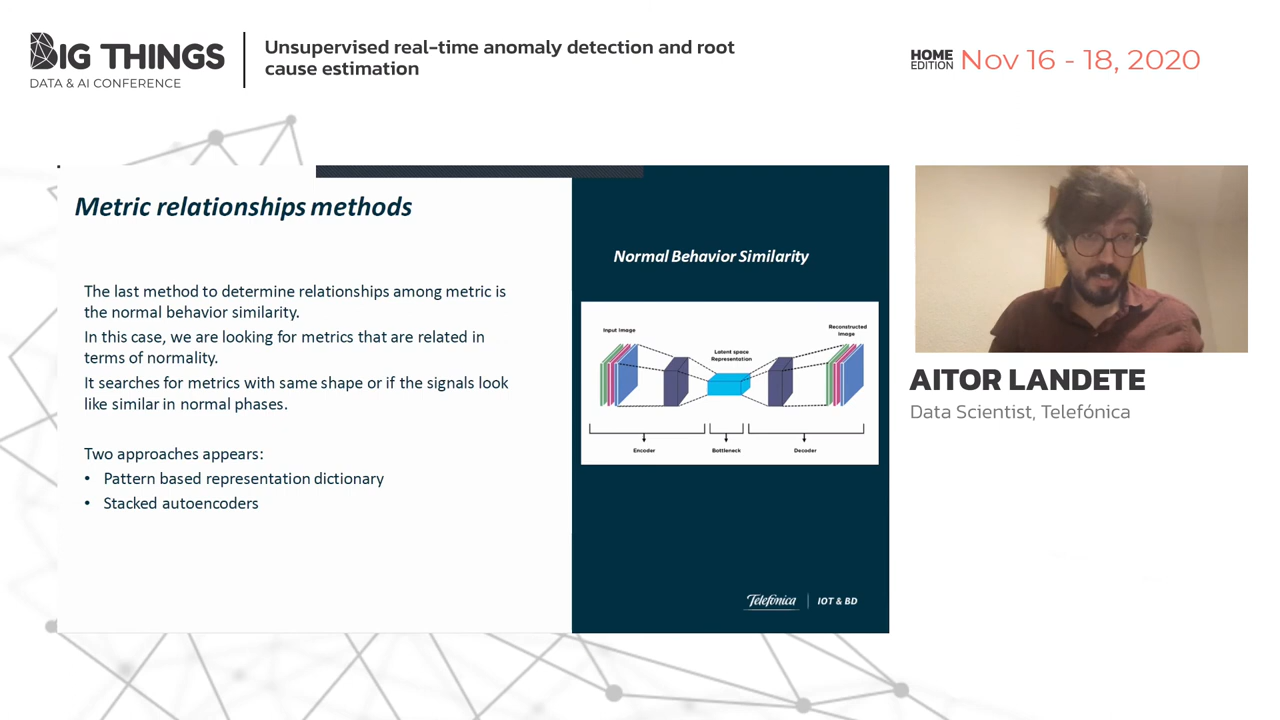 BIG THINGS
DATA & AI CONFERENCE
Unsupervised real-time anomaly detection and root
cause estimation
HOME
EDITION
Nov 16 - 18, 2020
Metric relationships methods
The last method to determine relationships among metric is
the normal behavior similarity.
In this case, we are looking for metrics that are related in
terms of normality.
It searches for metrics with same shape or if the signals look
like similar in normal phases.
Two approaches appears:
• Pattern based representation dictionary
• Stacked autoencoders
Normal Behavior Similarity
Input Image
Latent space
Representation
Reconstructed
Image
Encoder
Bottleneck
Decoder
Telefónica
IOT & BD
AITOR LANDETE
Data Scientist, Telefónica